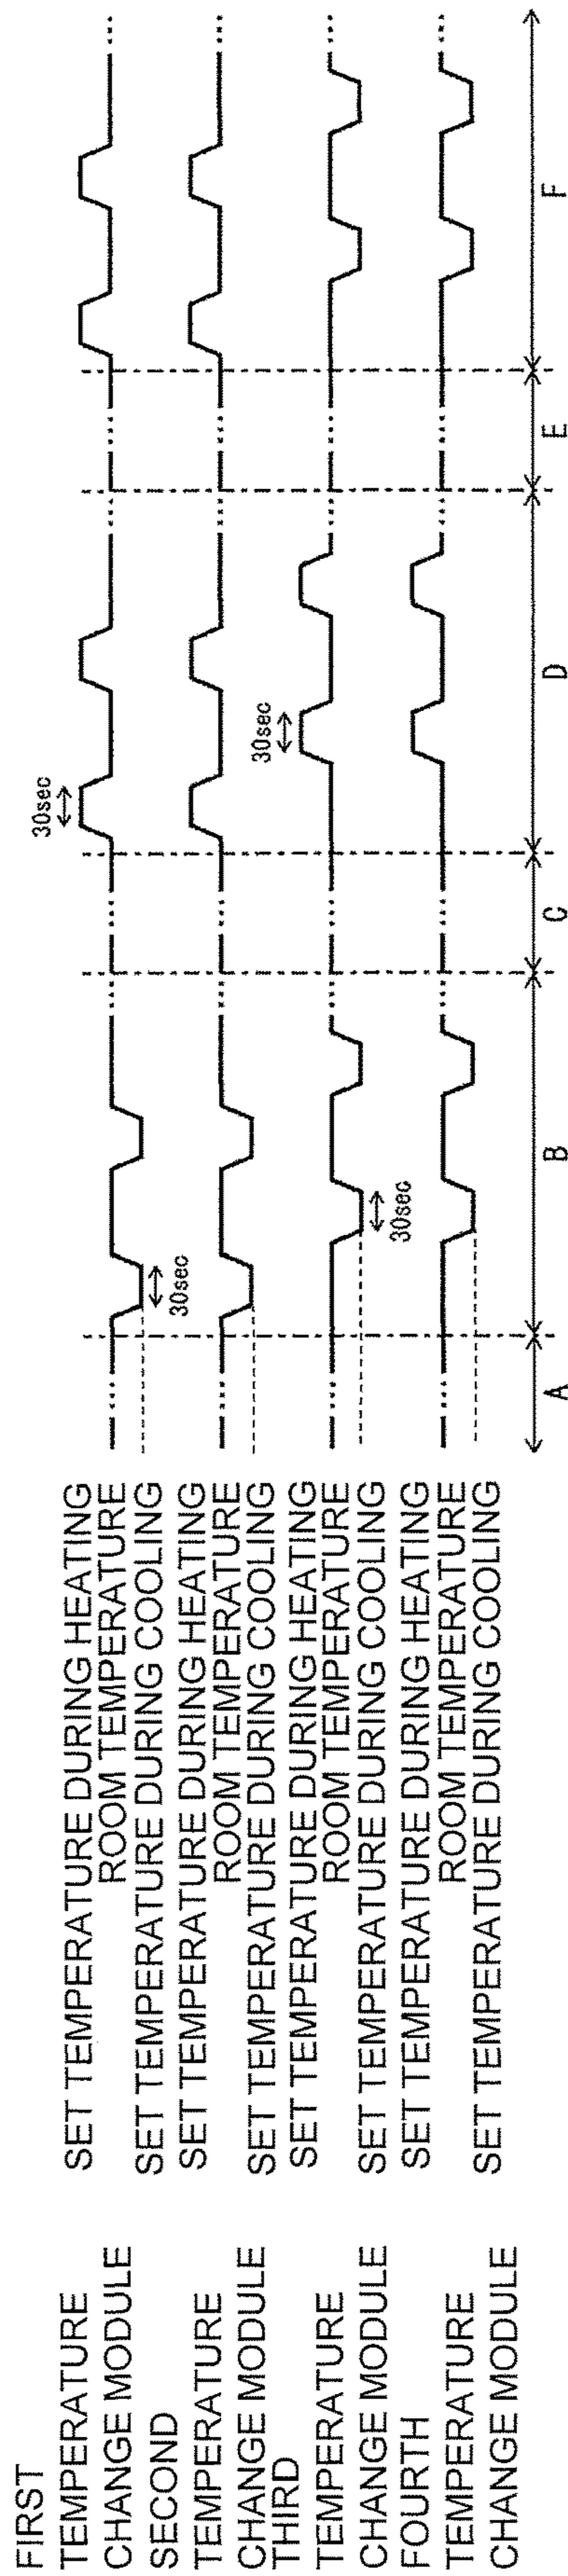 FIRST
TEMPERATURE
CHANGE MODULE
SET TEMPERATURE DURING HEATING
ROOM TEMPERATURE
SET TEMPERATURE DURING COOLING
SECOND
TEMPERATURE
CHANGE MODULE
SET TEMPERATURE DURING HEATING
ROOM TEMPERATURE
SET TEMPERATURE DURING COOLING
THIRD
TEMPERATURE
CHANGE MODULE
SET TEMPERATURE DURING HEATING
ROOM TEMPERATURE
SET TEMPERATURE DURING COOLING
FOURTH
TEMPERATURE
CHANGE MODULE
SET TEMPERATURE DURING HEATING
ROOM TEMPERATURE
SET TEMPERATURE DURING COOLING
30sec
30sec
30sec
30sec
A B C D E F